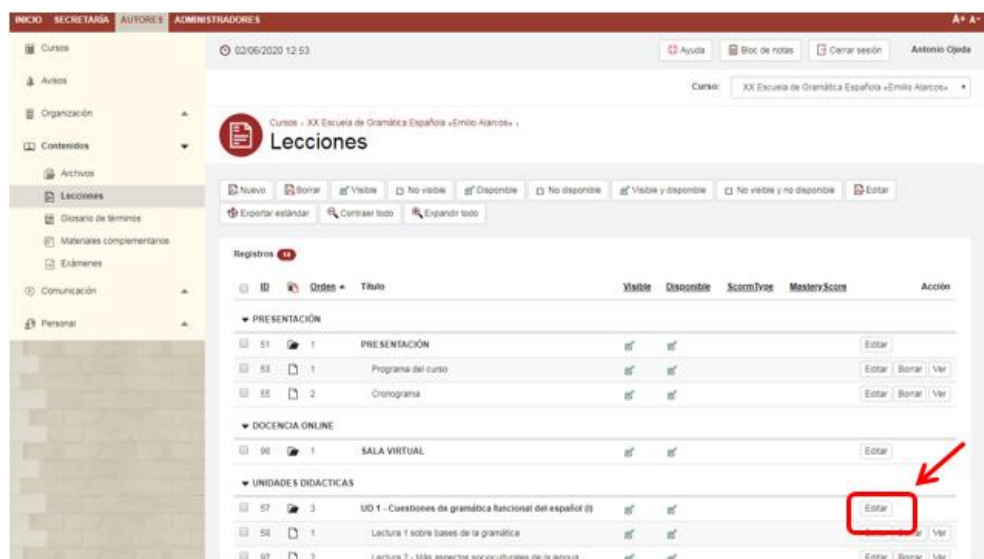 INICIO SECRETARÍA AUTORES ADMINISTRADORES A+ A-
Cursos
Avisos
Organización
Contenidos
Archivos
Lecciones
Glosario de términos
Materiales complementarios
Exámenes
Comunicación
Personal
02/06/2020 12:53 Ayuda Bloc de notas Cerrar sesión Antonio Ojeda
Curso: XX Escuela de Gramática Española «Emilio Alarcos»
Cursos › XX Escuela de Gramática Española «Emilio Alarcos» ›
Lecciones
Nuevo Borrar Visible No visible Disponible No disponible Visible y disponible No visible y no disponible Editar
Exportar estándar Contraer todo Expandir todo
Registros 14
ID Orden Título Visible Disponible ScormType MasteryScore Acción
PRESENTACIÓN
51 1 PRESENTACIÓN Editar
53 1 Programa del curso Editar Borrar Ver
55 2 Cronograma Editar Borrar Ver
DOCENCIA ONLINE
1 SALA VIRTUAL Editar
UNIDADES DIDACTICAS
57 3 UD 1 - Cuestiones de gramática funcional del español (I) Editar
58 1 Lectura 1 sobre bases de la gramática Editar Borrar Ver
97 2 Lectura 2 - Más aspectos socioculturales de la lengua Editar Borrar Ver